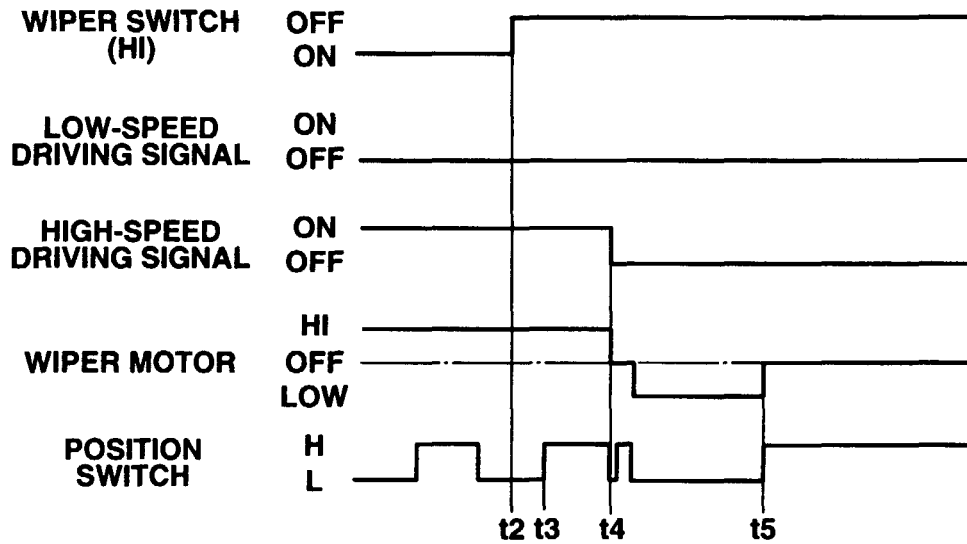 WIPER SWITCH OFF
(HI) ON
LOW-SPEED ON
DRIVING SIGNAL OFF
HIGH-SPEED ON
DRIVING SIGNAL OFF
HI
WIPER MOTOR OFF
LOW
POSITION H
SWITCH L
t2 t3 t4 t5